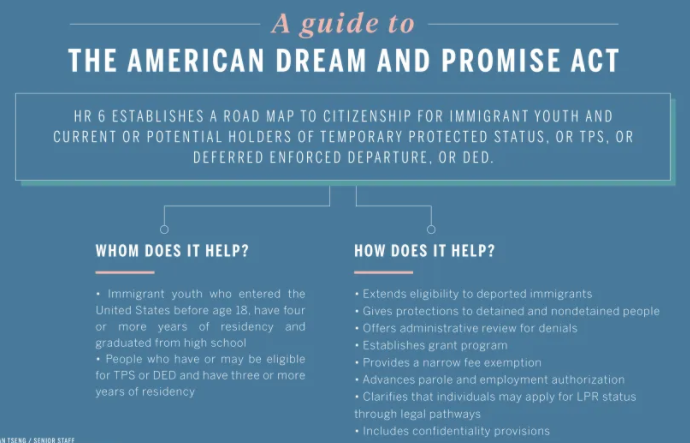 A guide to
THE AMERICAN DREAM AND PROMISE ACT
HR 6 ESTABLISHES A ROAD MAP TO CITIZENSHIP FOR IMMIGRANT YOUTH AND
CURRENT OR POTENTIAL HOLDERS OF TEMPORARY PROTECTED STATUS, OR TPS, OR
DEFERRED ENFORCED DEPARTURE, OR DED.
WHOM DOES IT HELP?
• Immigrant youth who entered the
United States before age 18, have four
or more years of residency and
graduated from high school
• People who have or may be eligible
for TPS or DED and have three or more
years of residency
HOW DOES IT HELP?
• Extends eligibility to deported immigrants
• Gives protections to detained and nondetained people
• Offers administrative review for denials
• Establishes grant program
• Provides a narrow fee exemption
• Advances parole and employment authorization
• Clarifies that individuals may apply for LPR status
through legal pathways
• Includes confidentiality provisions
TSENG / SENIOR STAFF